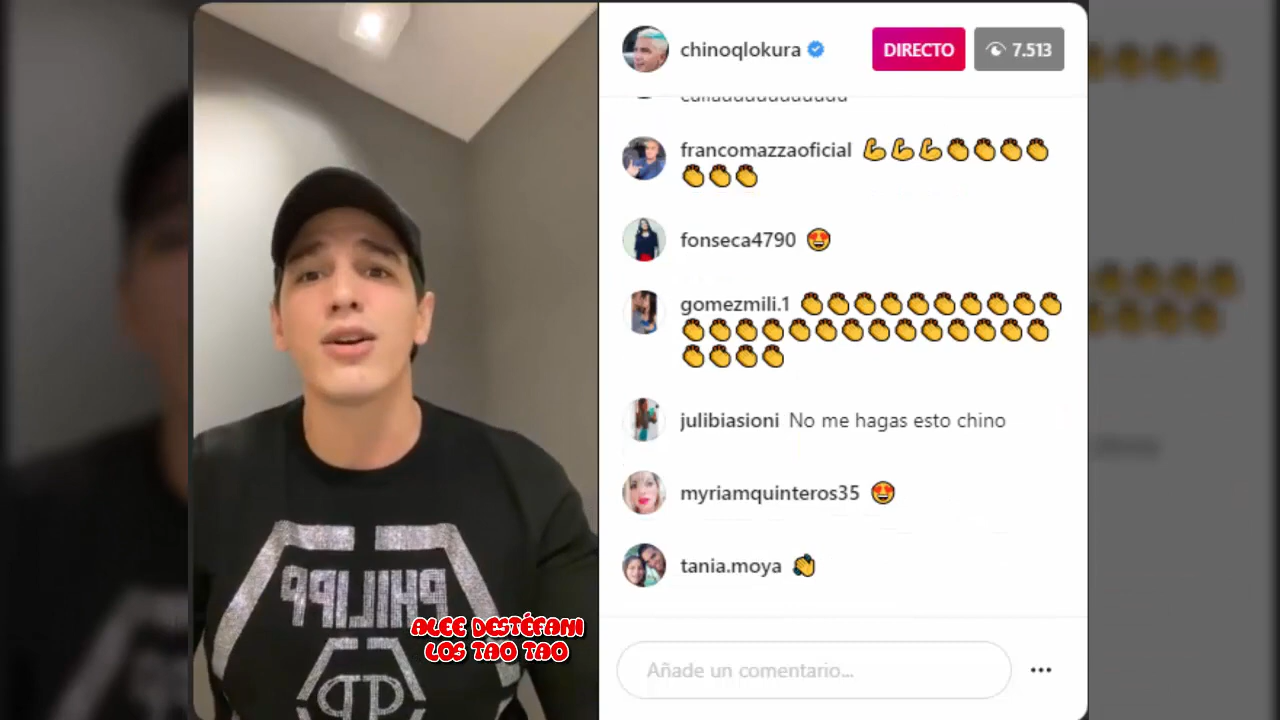 chinoqlokura
DIRECTO
7.513
francomazzaoficial
fonseca4790
gomezmili.1
julibiasioni No me hagas esto chino
myriamquinteros35
tania.moya
Añade un comentario...
PHILIPP
ALEE DESTÉFANI
LOS TAO TAO